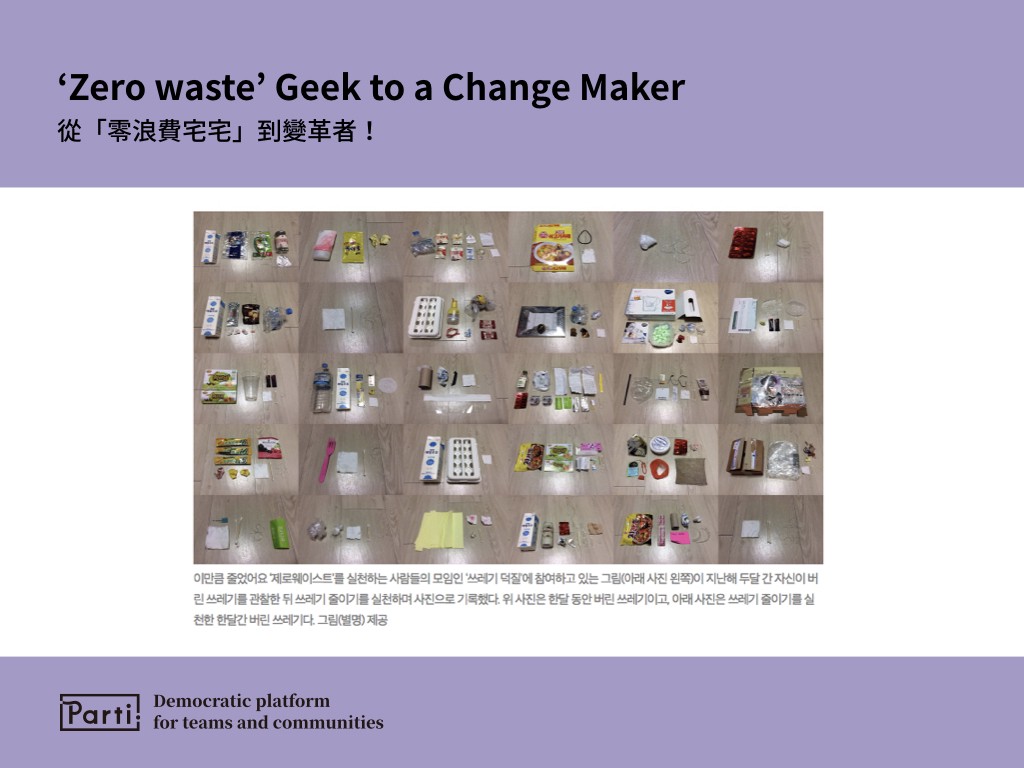 ‘Zero waste’ Geek to a Change Maker
從「零浪費宅宅」到變革者！
이만큼 줄었어요 '제로웨이스트'를 실천하는 사람들의 모임인 '쓰레기 덕질'에 참여하고 있는 그림(아래 사진 왼쪽)이 지난해 두달 간 자신이 버
린 쓰레기를 관찰한 뒤 쓰레기 줄이기를 실천하며 사진으로 기록했다. 위 사진은 한달 동안 버린 쓰레기이고, 아래 사진은 쓰레기 줄이기를 실
천한 한달간 버린 쓰레기다. 그림(별명) 제공
Parti
Democratic platform
for teams and communities